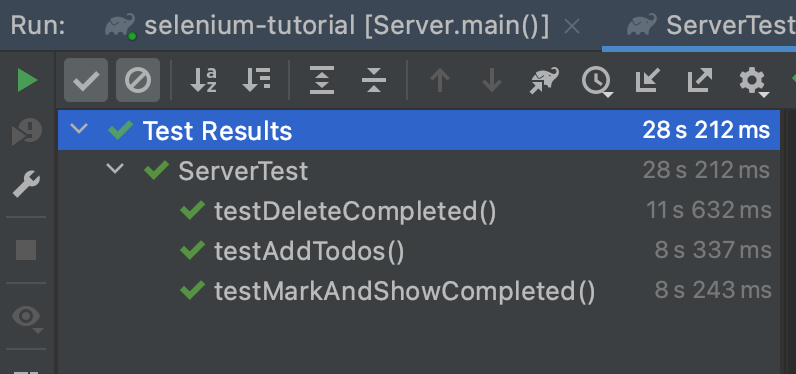 Run: selenium-tutorial [Server.main()] × ServerTest
Test Results 28 s 212 ms
ServerTest 28 s 212 ms
testDeleteCompleted() 11 s 632 ms
testAddTodos() 8 s 337 ms
testMarkAndShowCompleted() 8 s 243 ms